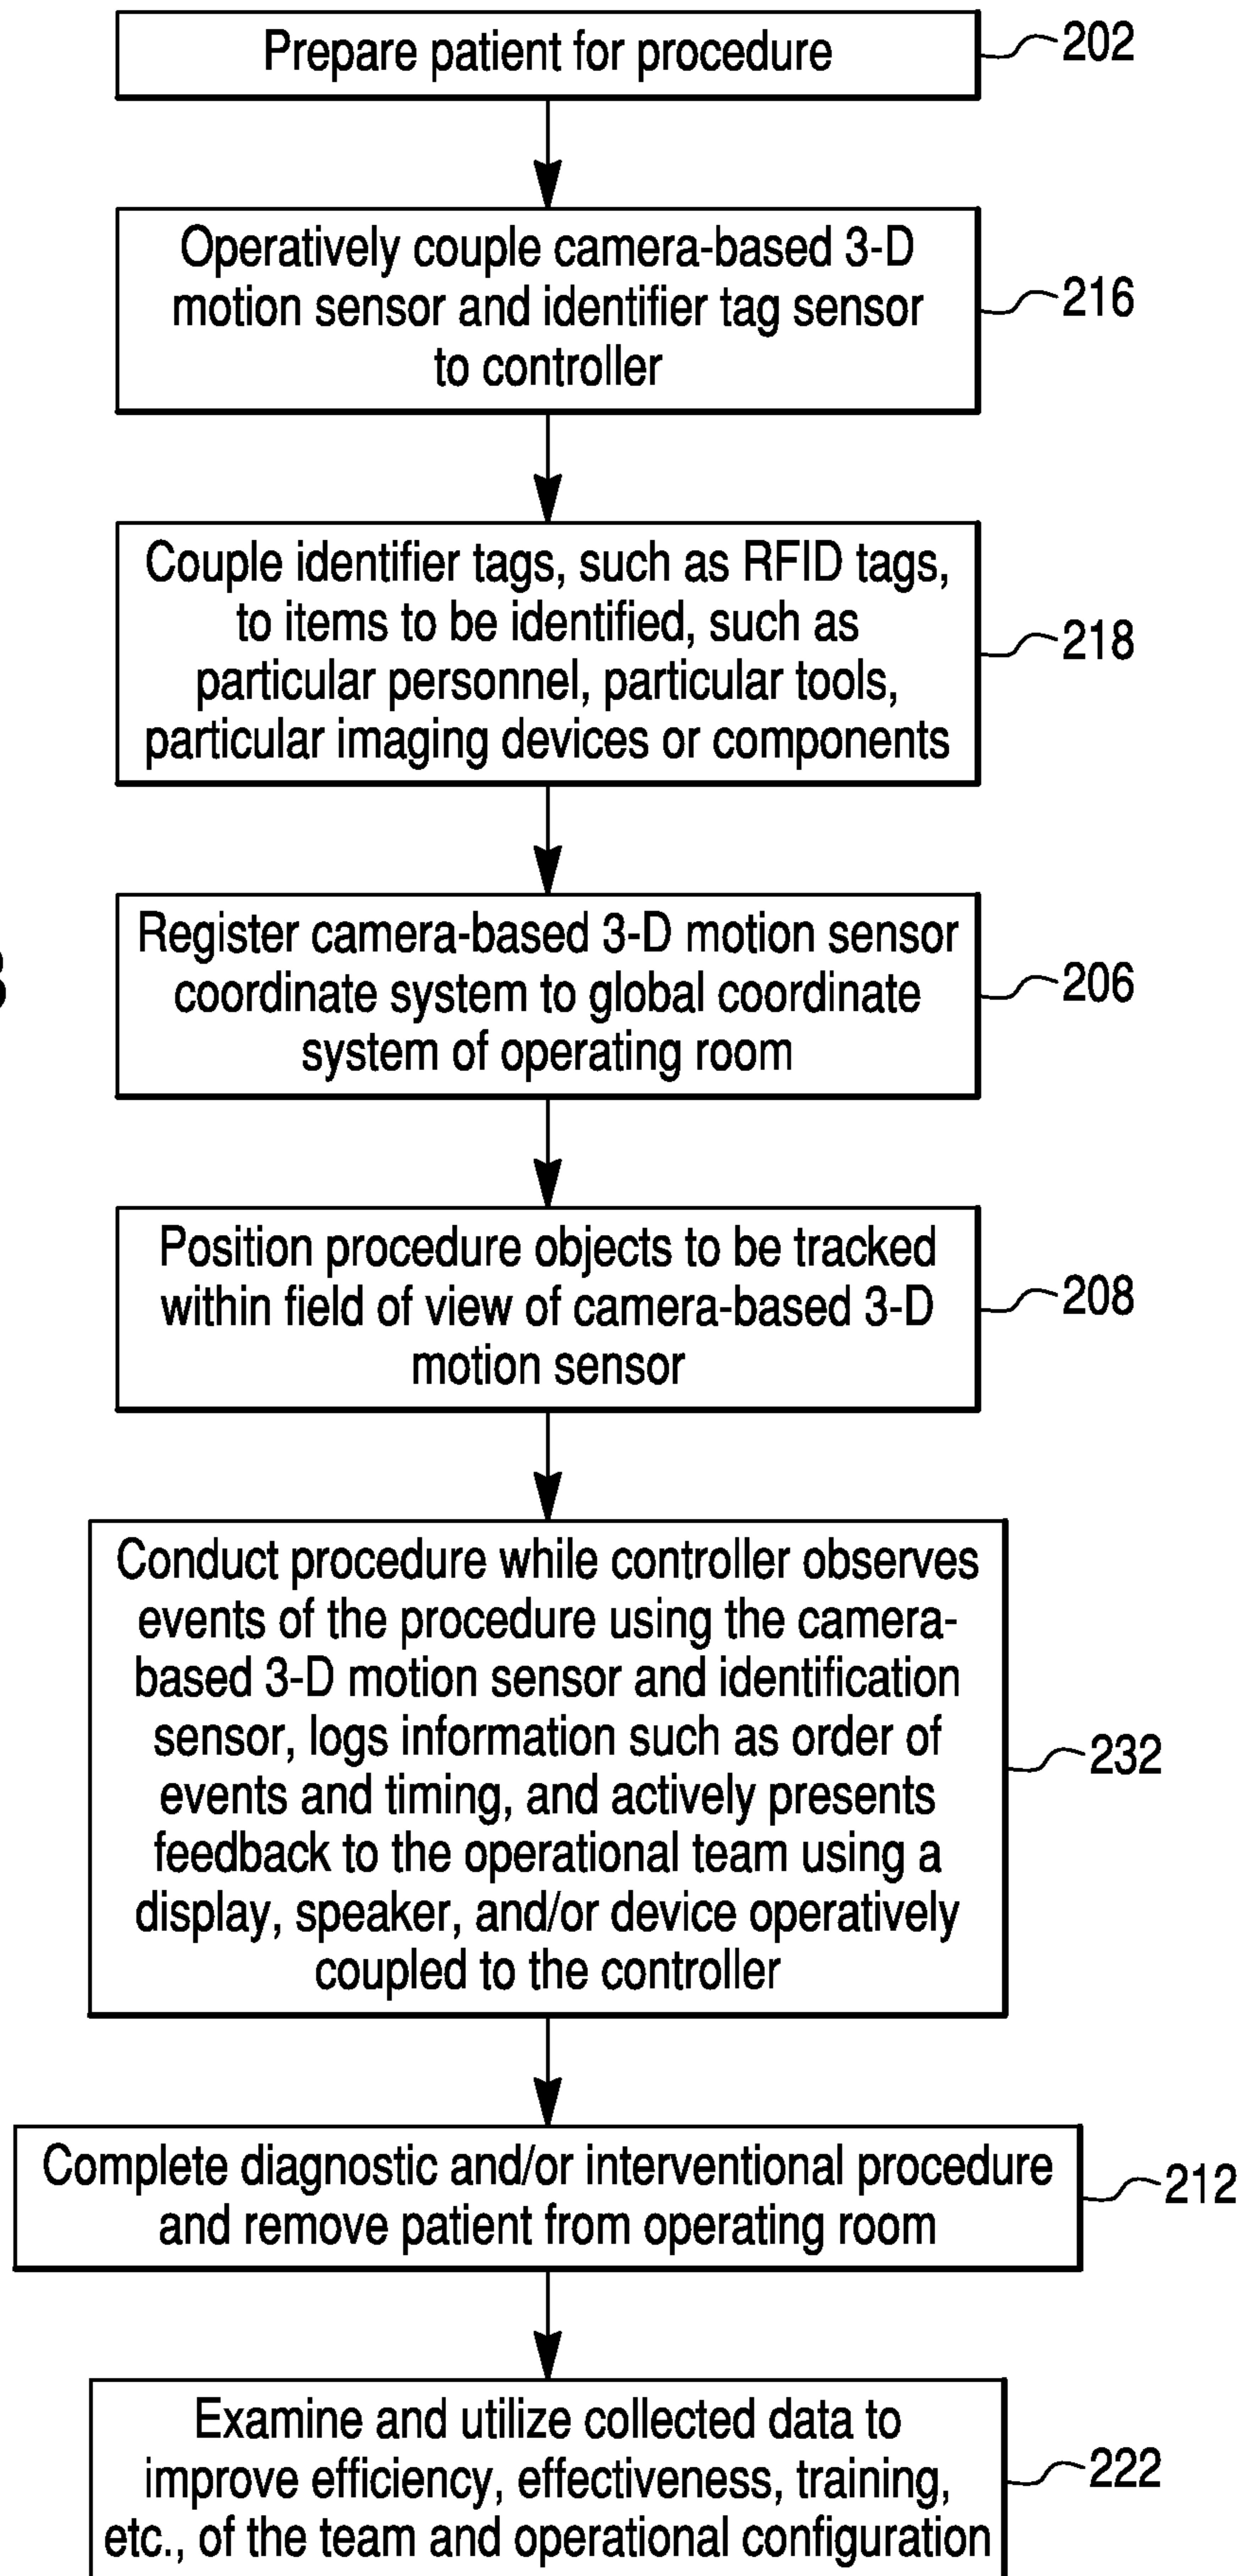 Prepare patient for procedure
202
Operatively couple camera-based 3-D
motion sensor and identifier tag sensor
to controller
216
Couple identifier tags, such as RFID tags,
to items to be identified, such as
particular personnel, particular tools,
particular imaging devices or components
218
Register camera-based 3-D motion sensor
coordinate system to global coordinate
system of operating room
206
Position procedure objects to be tracked
within field of view of camera-based 3-D
motion sensor
208
Conduct procedure while controller observes
events of the procedure using the camera-
based 3-D motion sensor and identification
sensor, logs information such as order of
events and timing, and actively presents
feedback to the operational team using a
display, speaker, and/or device operatively
coupled to the controller
232
Complete diagnostic and/or interventional procedure
and remove patient from operating room
212
Examine and utilize collected data to
improve efficiency, effectiveness, training,
etc., of the team and operational configuration
222